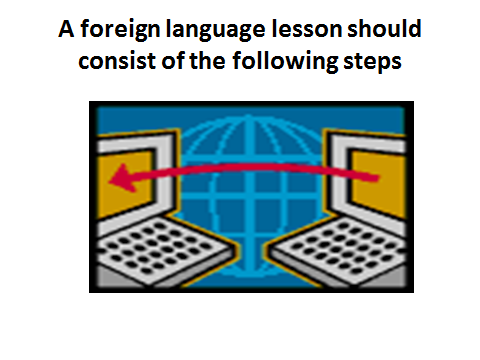 A foreign language lesson should
consist of the following steps